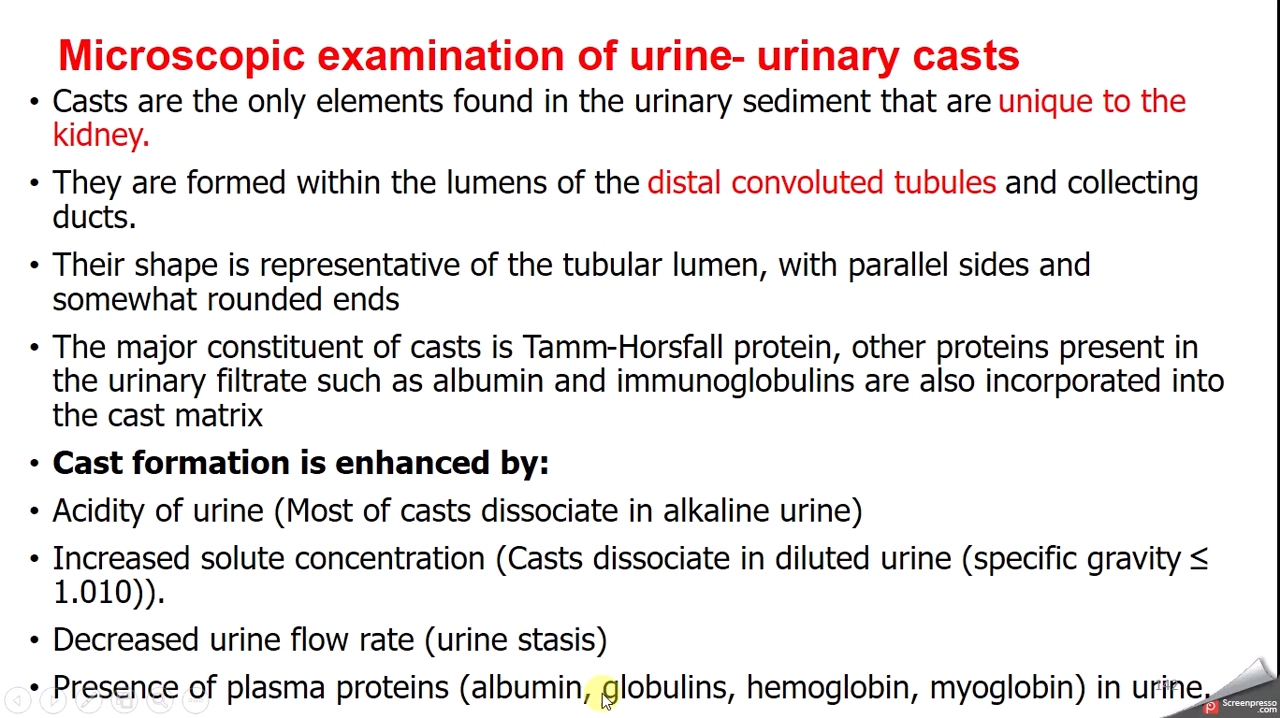 Microscopic examination of urine- urinary casts
• Casts are the only elements found in the urinary sediment that are unique to the
kidney.
• They are formed within the lumens of the distal convoluted tubules and collecting
ducts.
• Their shape is representative of the tubular lumen, with parallel sides and
somewhat rounded ends
• The major constituent of casts is Tamm-Horsfall protein, other proteins present in
the urinary filtrate such as albumin and immunoglobulins are also incorporated into
the cast matrix
• Cast formation is enhanced by:
• Acidity of urine (Most of casts dissociate in alkaline urine)
• Increased solute concentration (Casts dissociate in diluted urine (specific gravity ≤
1.010)).
• Decreased urine flow rate (urine stasis)
• Presence of plasma proteins (albumin, globulins, hemoglobin, myoglobin) in urine.
142
Screenpresso
.com